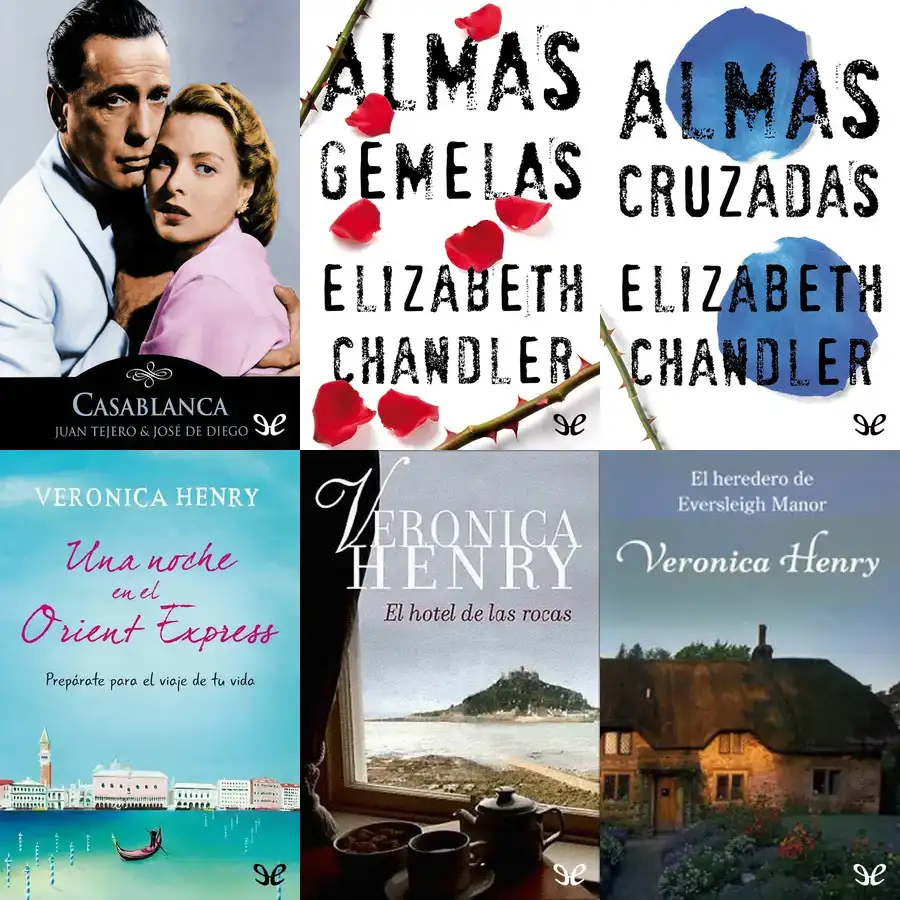 CASABLANCA
JUAN TEJERO & JOSÉ DE DIEGO
ALMAS
GEMELAS
ELIZABETH
CHANDLER
ALMAS
CRUZADAS
ELIZABETH
CHANDLER
VERONICA HENRY
Una noche
en el
Orient Express
Prepárate para el viaje de tu vida
VERONICA
HENRY
El hotel de las rocas
El heredero de
Eversleigh Manor
Veronica Henry